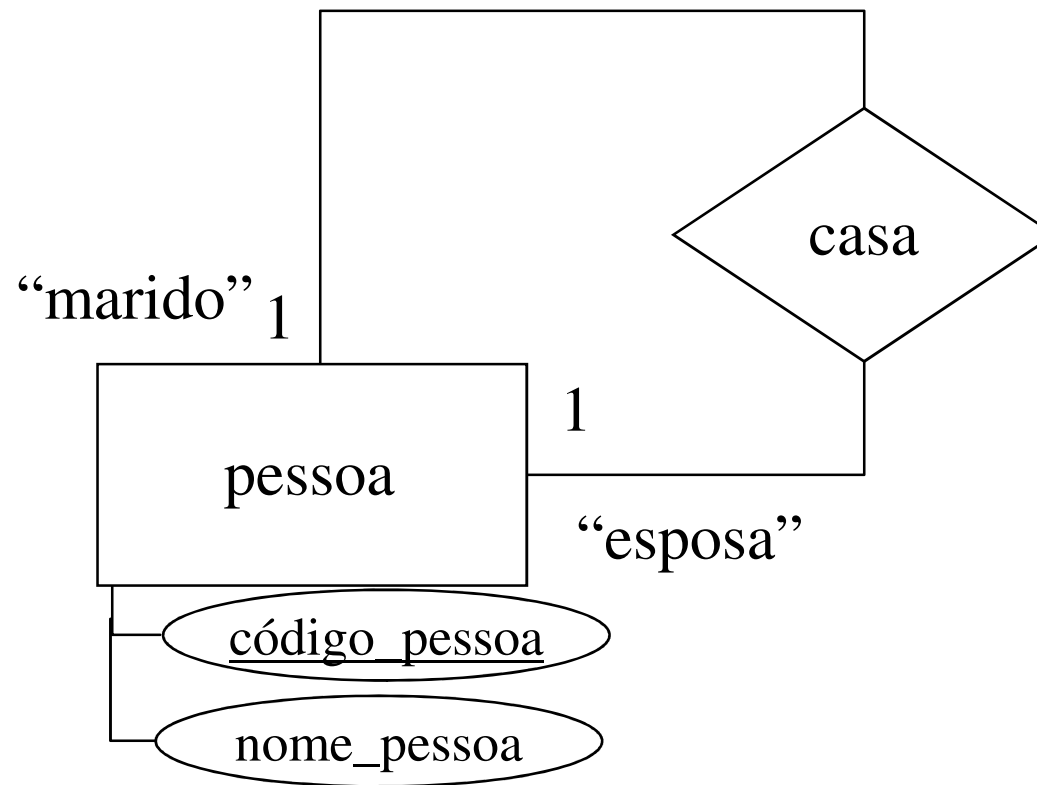 casa
“marido”
1
1
pessoa
“esposa”
código_pessoa
nome_pessoa